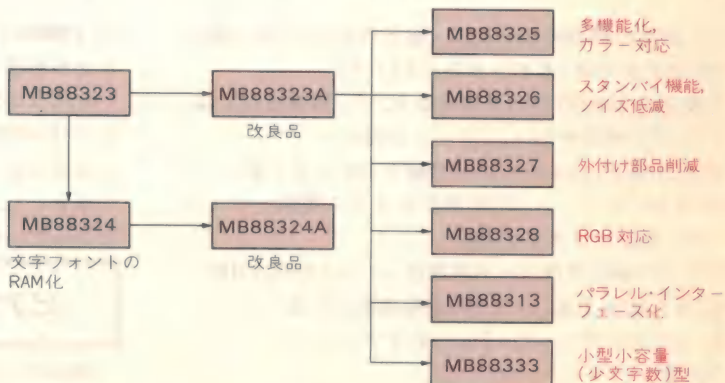 MB88323
MB88323A
改良品
MB88324
文字フォントの
RAM化
MB88324A
改良品
MB88325
多機能化,
カラー対応
MB88326
スタンバイ機能,
ノイズ低減
MB88327
外付け部品削減
MB88328
RGB対応
MB88313
パラレル・インター
フェース化
MB88333
小型小容量
(少文字数)型